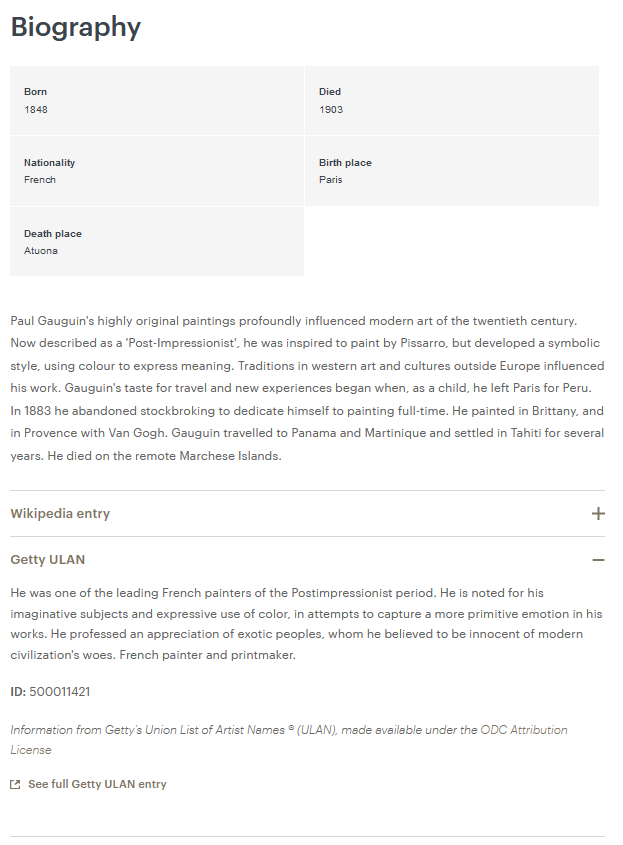 Biography
Born
1848
Died
1903
Nationality
French
Birth place
Paris
Death place
Atuona
Paul Gauguin's highly original paintings profoundly influenced modern art of the twentieth century.
Now described as a 'Post-Impressionist', he was inspired to paint by Pissarro, but developed a symbolic
style, using colour to express meaning. Traditions in western art and cultures outside Europe influenced
his work. Gauguin's taste for travel and new experiences began when, as a child, he left Paris for Peru.
In 1883 he abandoned stockbroking to dedicate himself to painting full-time. He painted in Brittany, and
in Provence with Van Gogh. Gauguin travelled to Panama and Martinique and settled in Tahiti for several
years. He died on the remote Marchese Islands.
Wikipedia entry
Getty ULAN
He was one of the leading French painters of the Postimpressionist period. He is noted for his
imaginative subjects and expressive use of color, in attempts to capture a more primitive emotion in his
works. He professed an appreciation of exotic peoples, whom he believed to be innocent of modern
civilization's woes. French painter and printmaker.
ID: 500011421
Information from Getty's Union List of Artist Names ® (ULAN), made available under the ODC Attribution
License
See full Getty ULAN entry